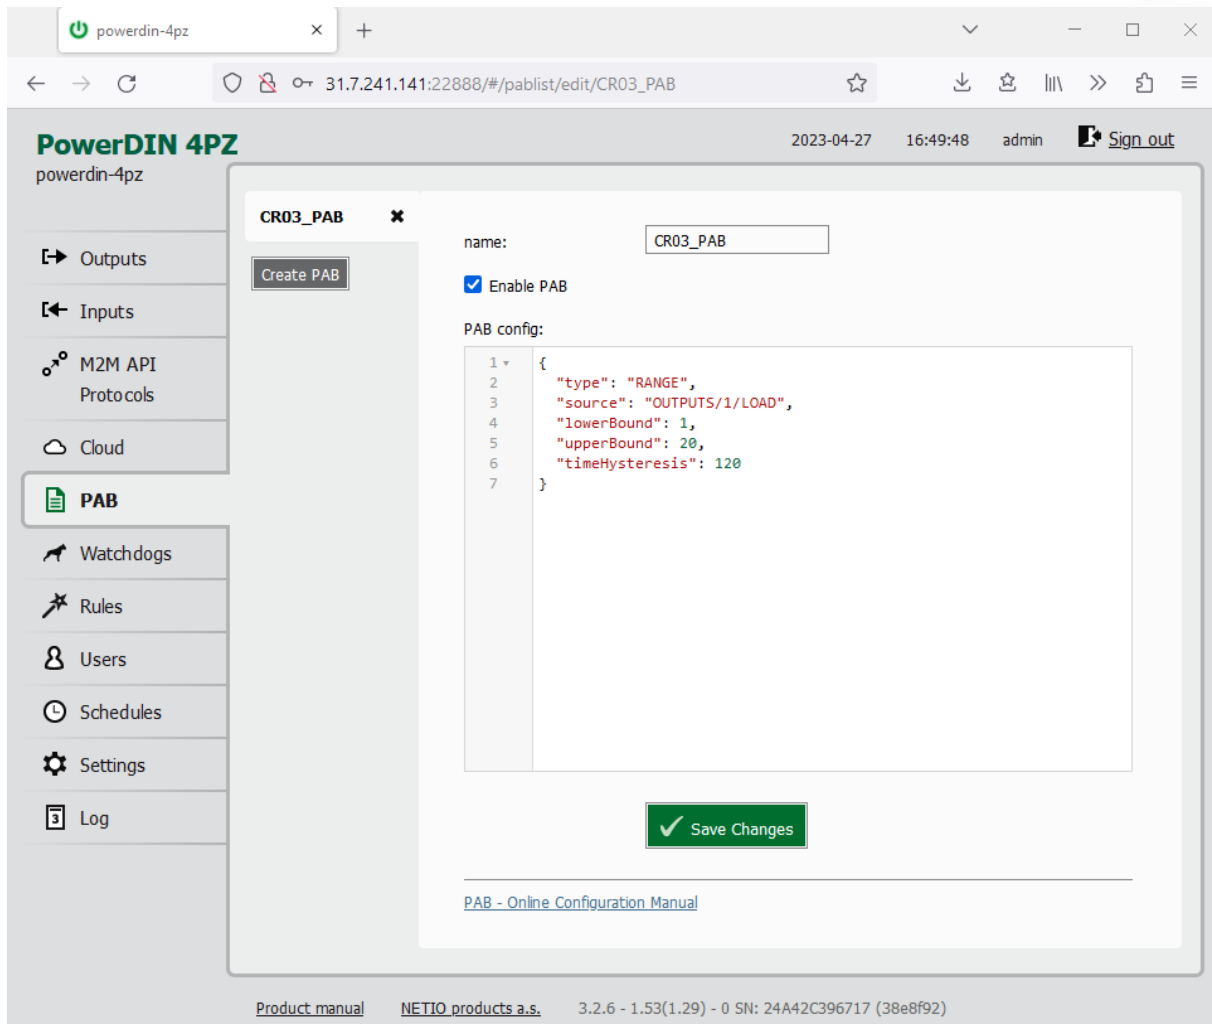 powerdin-4pz
31.7.241.141:22888/#/pablist/edit/CR03_PAB
PowerDIN 4PZ
2023-04-27 16:49:48 admin Sign out
powerdin-4pz
Outputs
Inputs
M2M API
Protocols
Cloud
PAB
Watchdogs
Rules
Users
Schedules
Settings
3 Log
CR03_PAB
Create PAB
name: CR03_PAB
Enable PAB
PAB config:
1 {
2 "type": "RANGE",
3 "source": "OUTPUTS/1/LOAD",
4 "lowerBound": 1,
5 "upperBound": 20,
6 "timeHysteresis": 120
7 }
Save Changes
PAB - Online Configuration Manual
Product manual NETIO products a.s. 3.2.6 - 1.53(1.29) - 0 SN: 24A42C396717 (38e8f92)